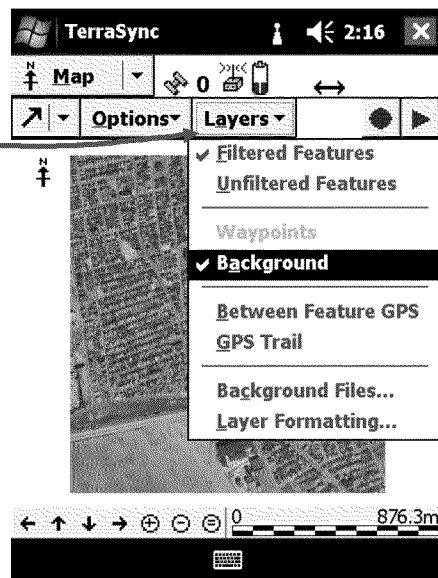 TerraSync 2:16
N
Map 0
Options Layers
N
Filtered Features
Unfiltered Features
Waypoints
Background
Between Feature GPS
GPS Trail
Background Files...
Layer Formatting...
0 876.3m